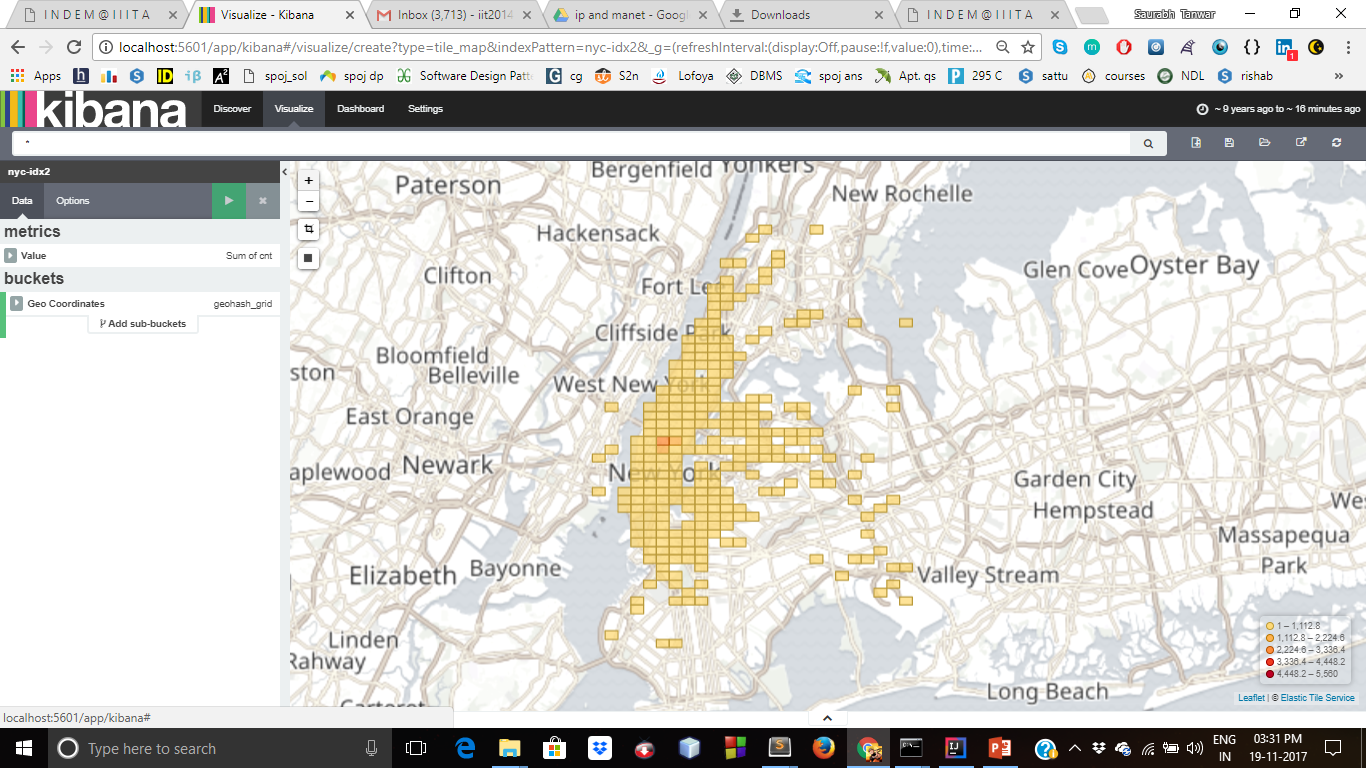 I N D E M @ I I I T A
Visualize - Kibana
Inbox (3,713) - iit2014
ip and manet - Goog
Downloads
I N D E M @ I I I T A
Saurabh Tanwar
localhost:5601/app/kibana#/visualize/create?type=tile_map&indexPattern=nyc-idx2&_g=(refreshInterval:(display:Off,pause:!f,value:0),time:...
1
Apps
spoj_sol
spoj dp
Software Design Patt
cg
S2n
Lofoya
DBMS
spoj ans
Apt. qs
295 C
sattu
courses
NDL
rishab
»
kibana
Discover
Visualize
Dashboard
Settings
~ 9 years ago to ~ 16 minutes ago
*
nyc-idx2
Data
Options
metrics
Value
Sum of cnt
buckets
Geo Coordinates
geohash_grid
Add sub-buckets
+
−
Bergenfield
Yonkers
Paterson
New Rochelle
Hackensack
Clifton
Glen Cove
Oyster Bay
Fort Lee
Cliffside Park
Bloomfield
ston
Belleville
West New York
East Orange
aplewood
Newark
New York
Garden City
Hempstead
Wes
Massapequa
Park
Elizabeth
Bayonne
Valley Stream
Linden
Rahway
Long Beach
Carteret
1 – 1,112.8
1,112.8 – 2,224.6
2,224.6 – 3,336.4
3,336.4 – 4,448.2
4,448.2 – 5,560
Leaflet | © Elastic Tile Service
localhost:5601/app/kibana#
Type here to search
ENG
IN
03:31 PM
19-11-2017